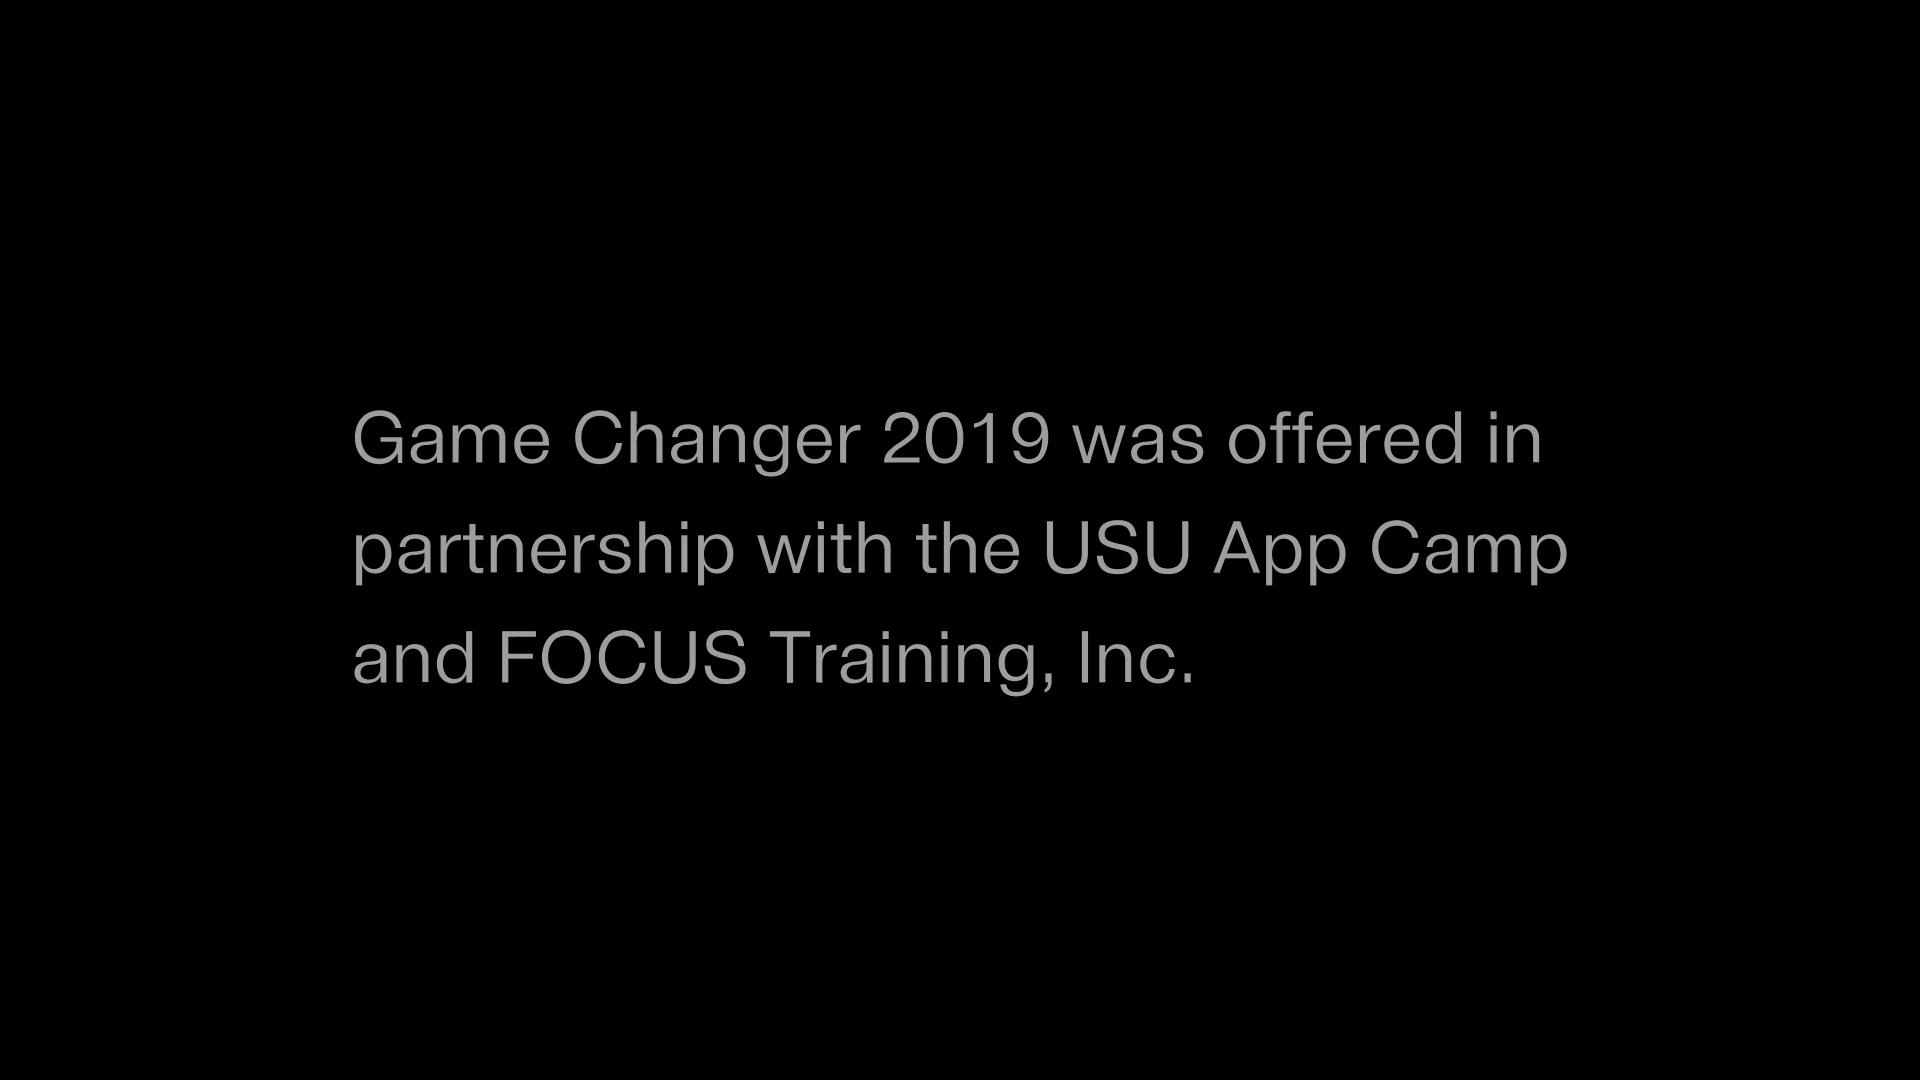 Game Changer 2019 was offered in
partnership with the USU App Camp
and FOCUS Training, Inc.